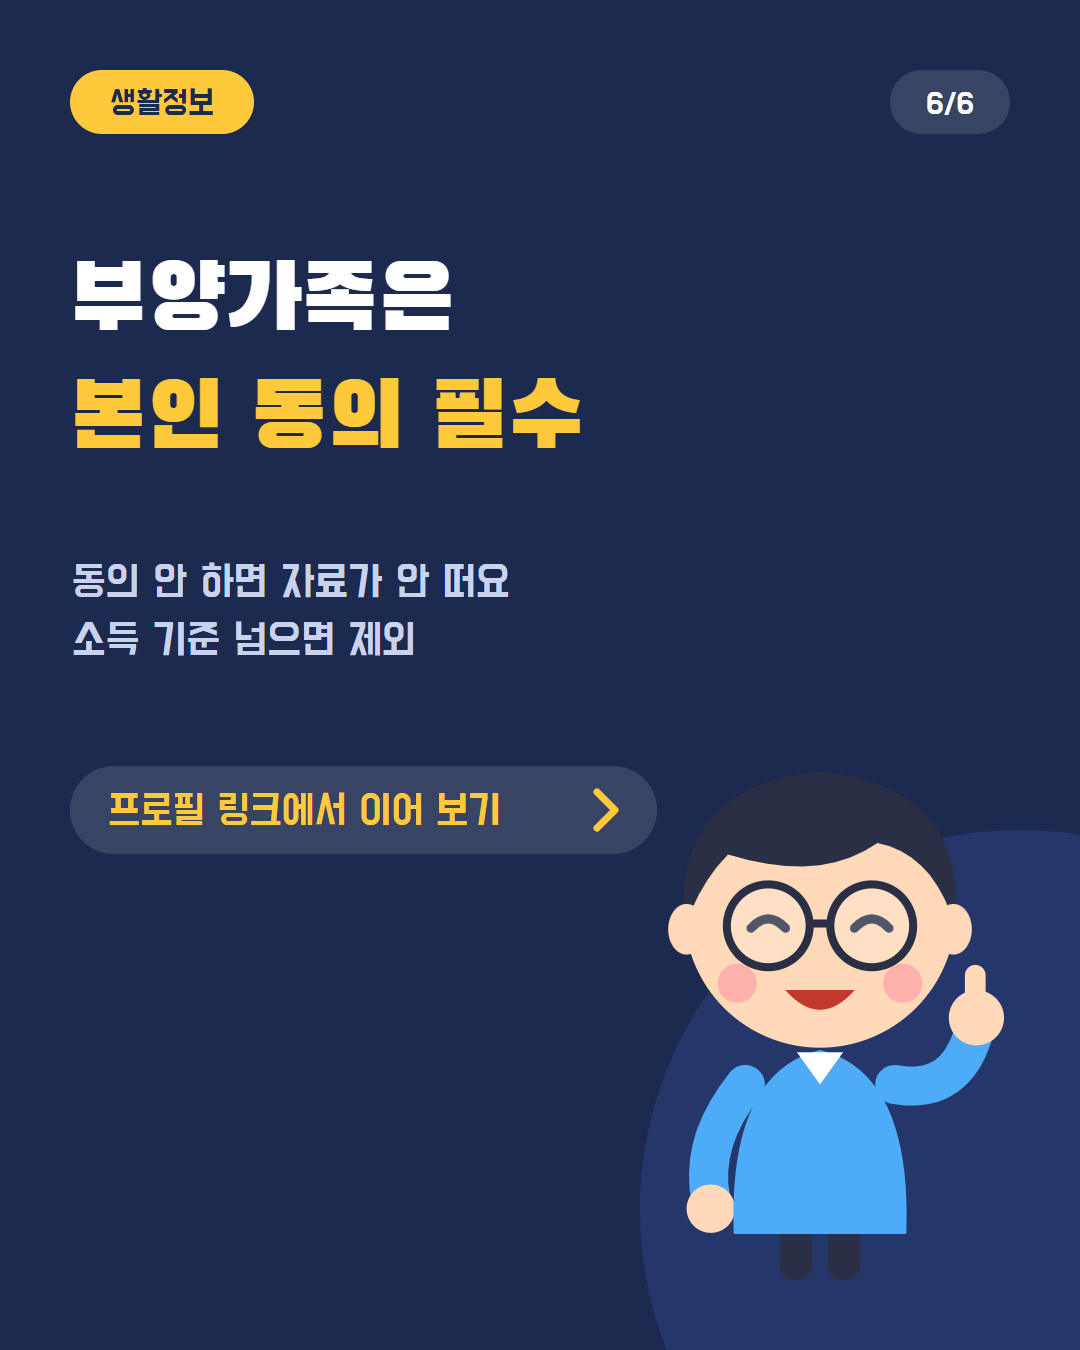 생활정보
6/6
부양가족은
본인 동의 필수
동의 안 하면 자료가 안 떠요
소득 기준 넘으면 제외
프로필 링크에서 이어 보기